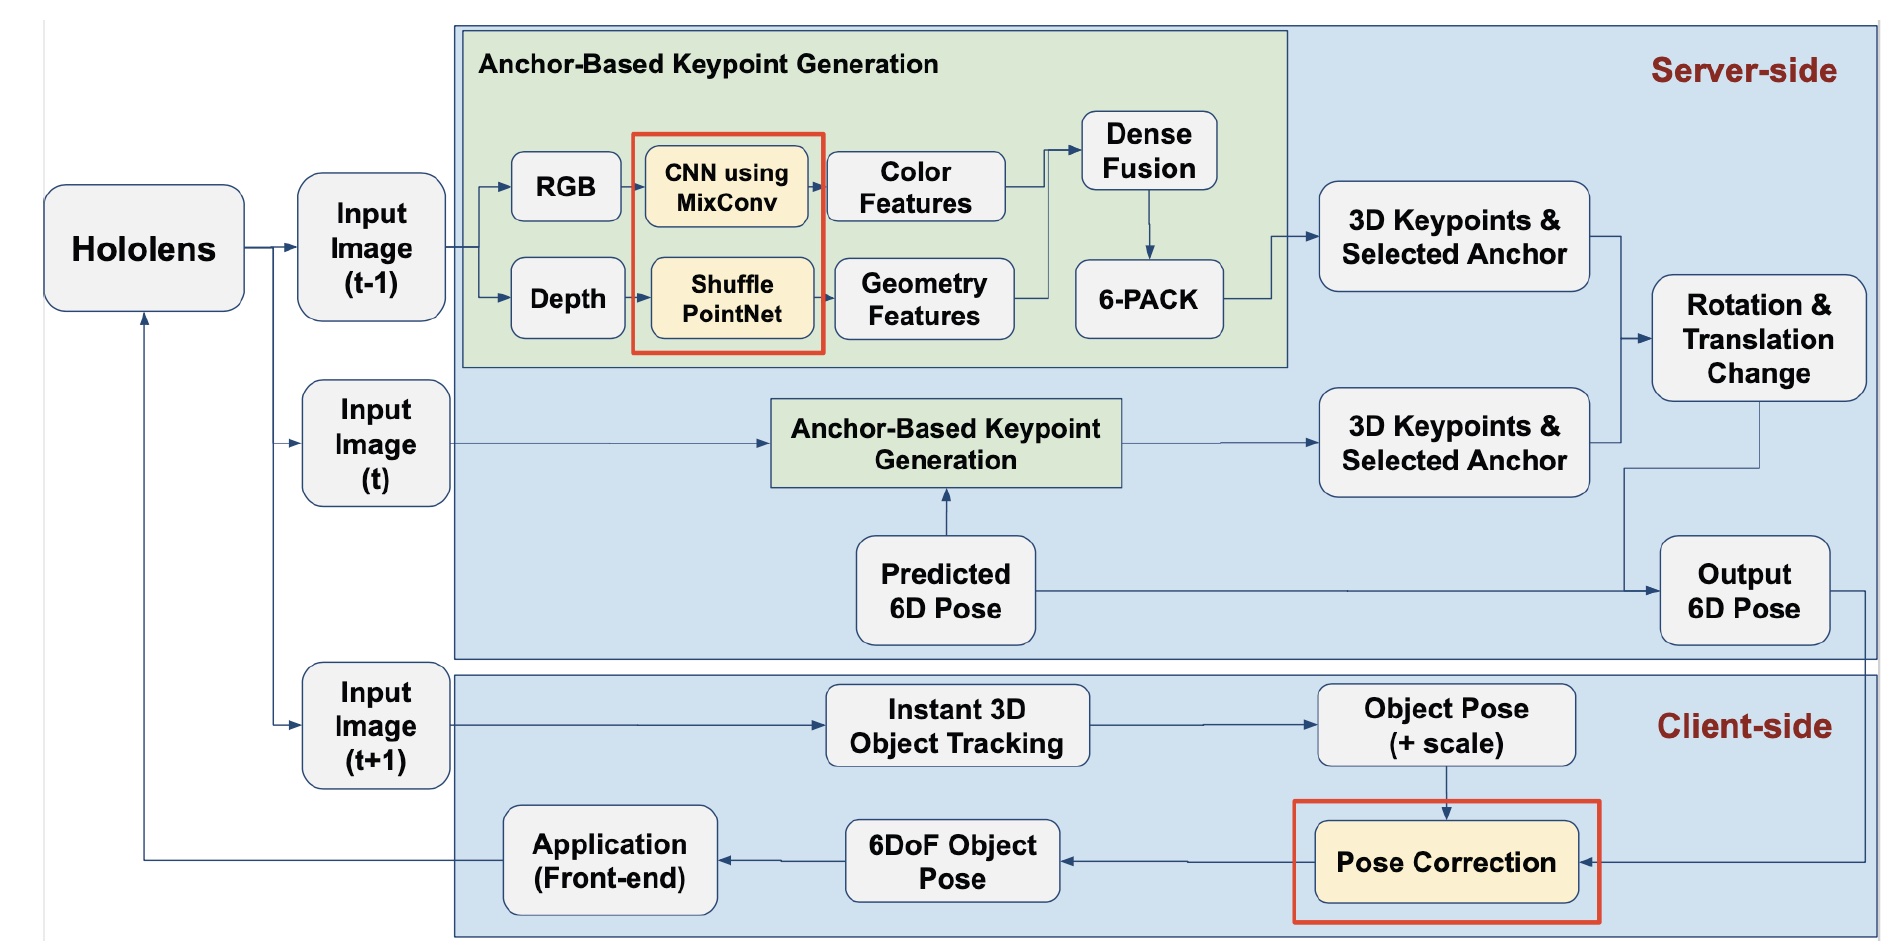 Anchor-Based Keypoint Generation
Server-side
Hololens
Input
Image
(t-1)
RGB
CNN using
MixConv
Color
Features
Dense
Fusion
Depth
Shuffle
PointNet
Geometry
Features
6-PACK
3D Keypoints &
Selected Anchor
Rotation &
Translation
Change
Input
Image
(t)
Anchor-Based Keypoint
Generation
3D Keypoints &
Selected Anchor
Predicted
6D Pose
Output
6D Pose
Input
Image
(t+1)
Instant 3D
Object Tracking
Object Pose
(+ scale)
Client-side
Application
(Front-end)
6DoF Object
Pose
Pose Correction